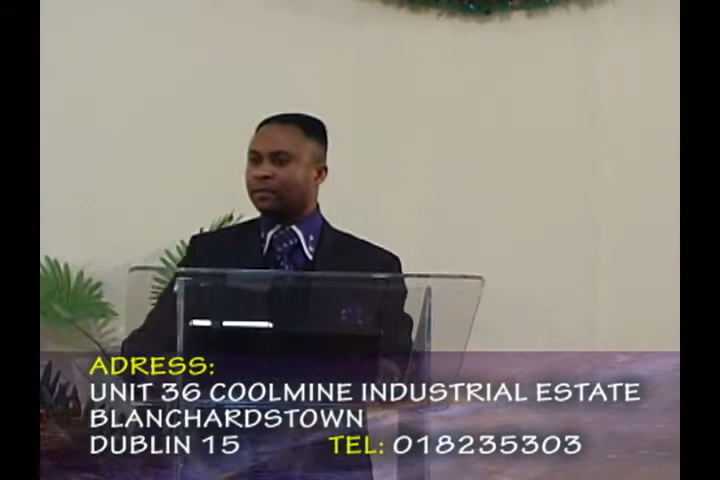 ADRESS:
UNIT 36 COOLMINE INDUSTRIAL ESTATE
BLANCHARDSTOWN
DUBLIN 15 TEL: 018235303